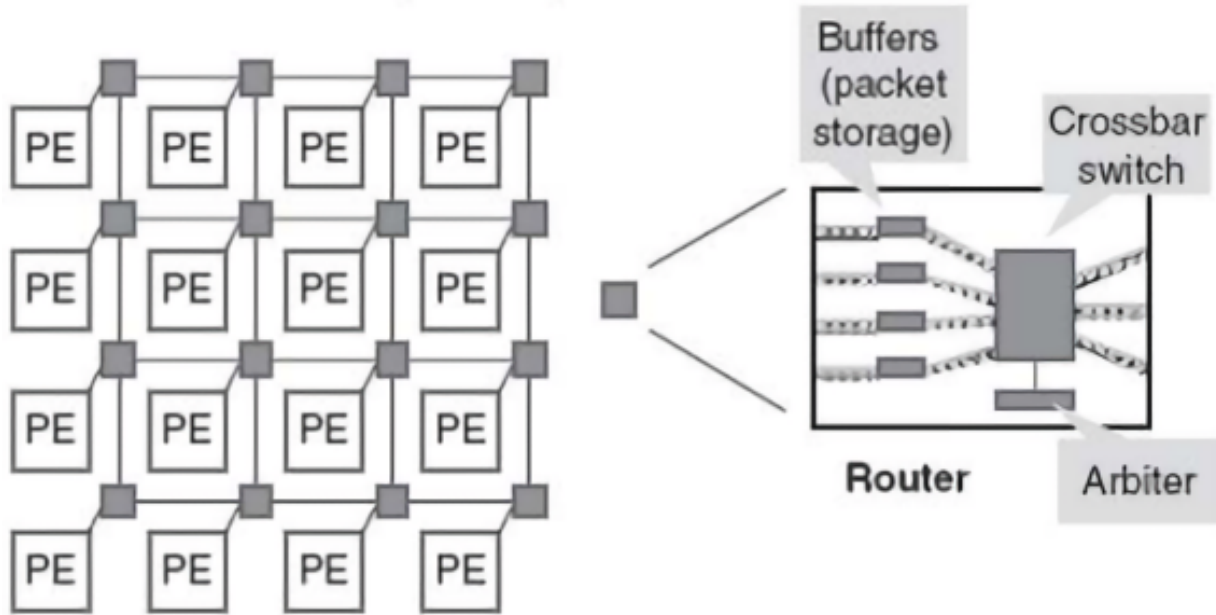 PE PE PE PE
PE PE PE PE
PE PE PE PE
PE PE PE PE
Buffers
(packet
storage)
Crossbar
switch
Router
Arbiter